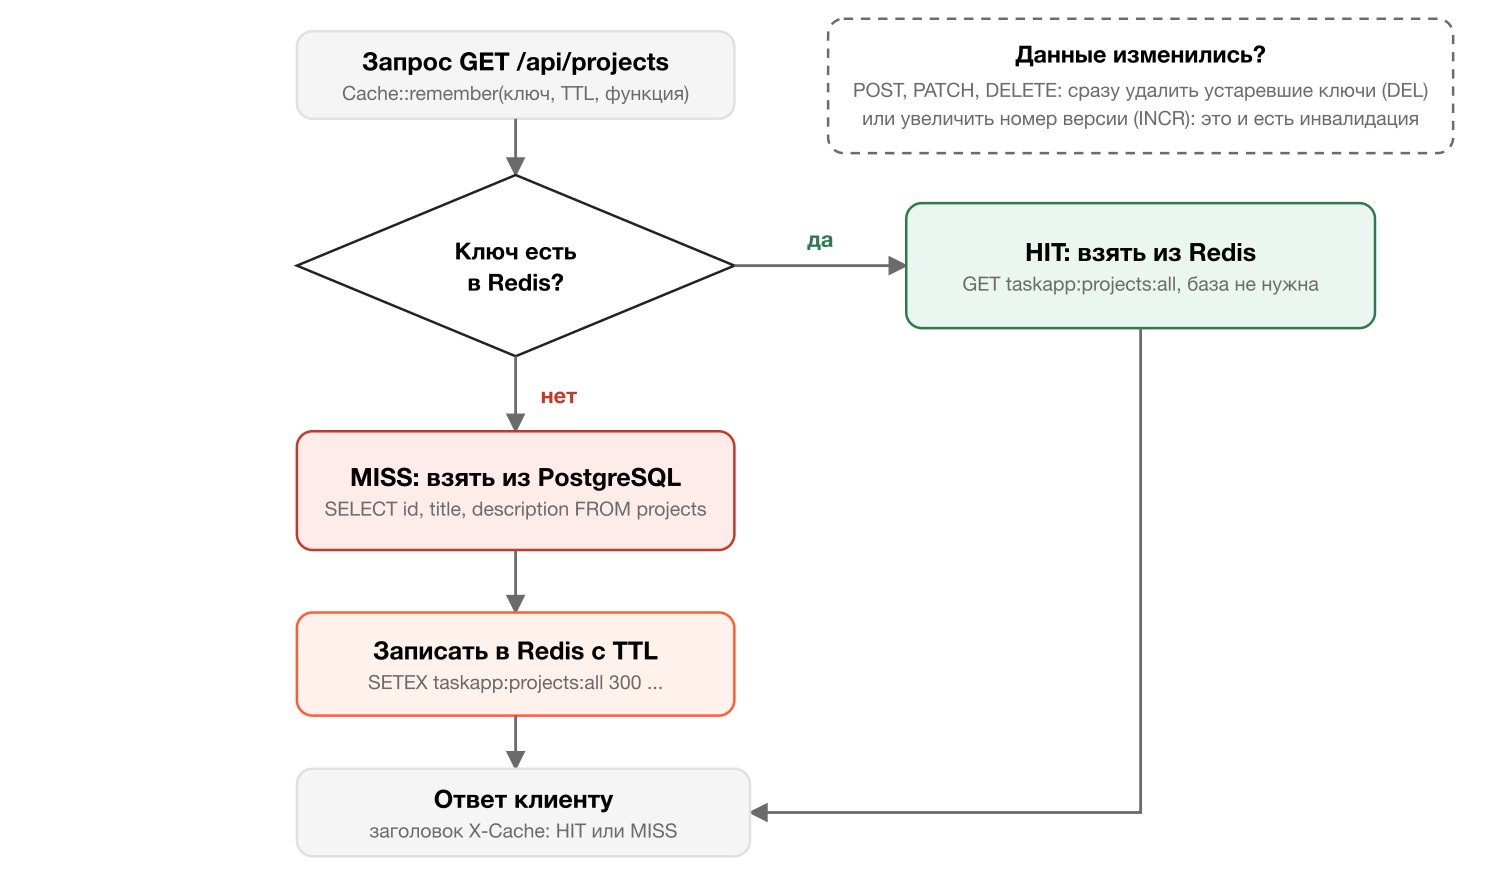 Запрос GET /api/projects
Cache::remember(ключ, TTL, функция)
Данные изменились?
POST, PATCH, DELETE: сразу удалить устаревшие ключи (DEL)
или увеличить номер версии (INCR): это и есть инвалидация
Ключ есть
в Redis?
да
HIT: взять из Redis
GET taskapp:projects:all, база не нужна
нет
MISS: взять из PostgreSQL
SELECT id, title, description FROM projects
Записать в Redis с TTL
SETEX taskapp:projects:all 300 ...
Ответ клиенту
заголовок X-Cache: HIT или MISS